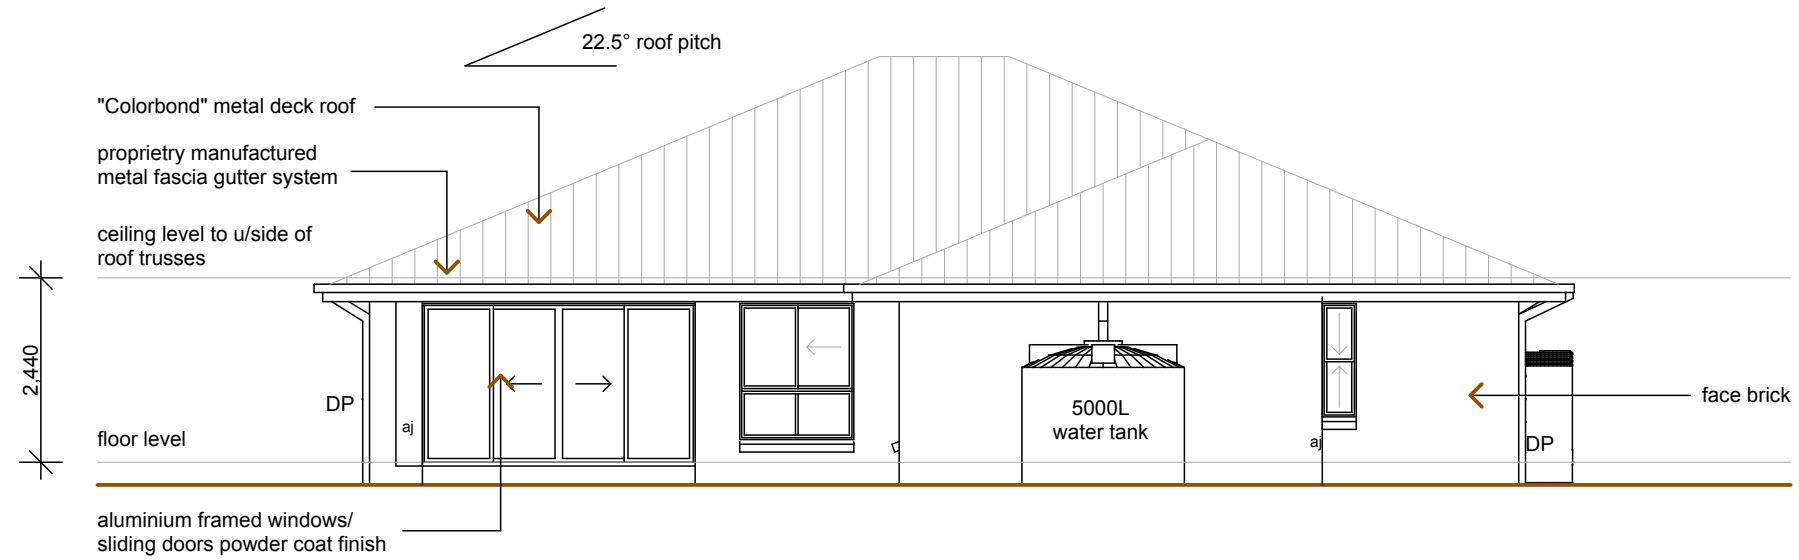 22.5° roof pitch
"Colorbond" metal deck roof
proprietry manufactured
metal fascia gutter system
ceiling level to u/side of
roof trusses
2,440
DP
aj
floor level
5000L
water tank
aj
face brick
DP
aluminium framed windows/
sliding doors powder coat finish